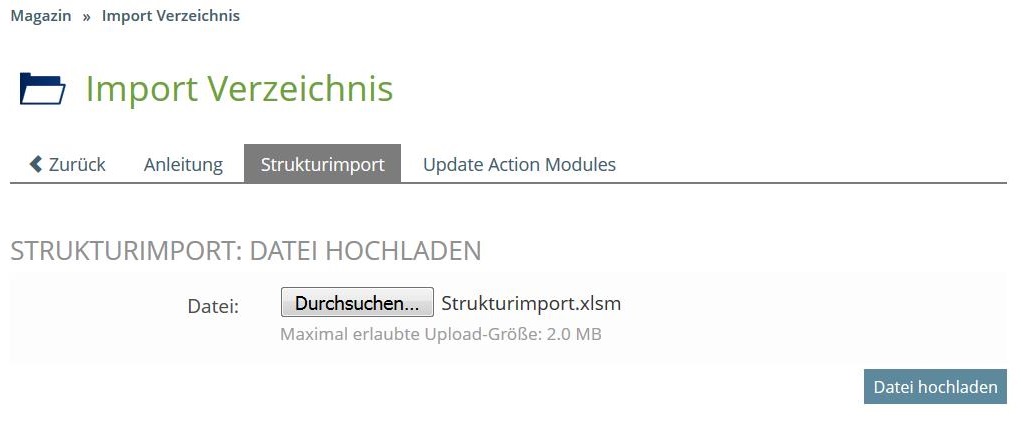 Magazin » Import Verzeichnis
Import Verzeichnis
Zurück Anleitung Strukturimport Update Action Modules
STRUKTURIMPORT: DATEI HOCHLADEN
Datei: Durchsuchen... Strukturimport.xlsm
Maximal erlaubte Upload-Größe: 2.0 MB
Datei hochladen